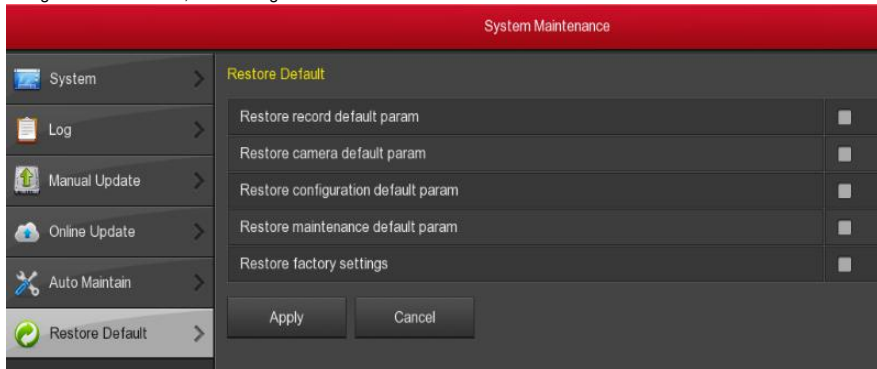 System Maintenance
System
Log
Manual Update
Online Update
Auto Maintain
Restore Default
Restore Default
Restore record default param
Restore camera default param
Restore configuration default param
Restore maintenance default param
Restore factory settings
Apply Cancel